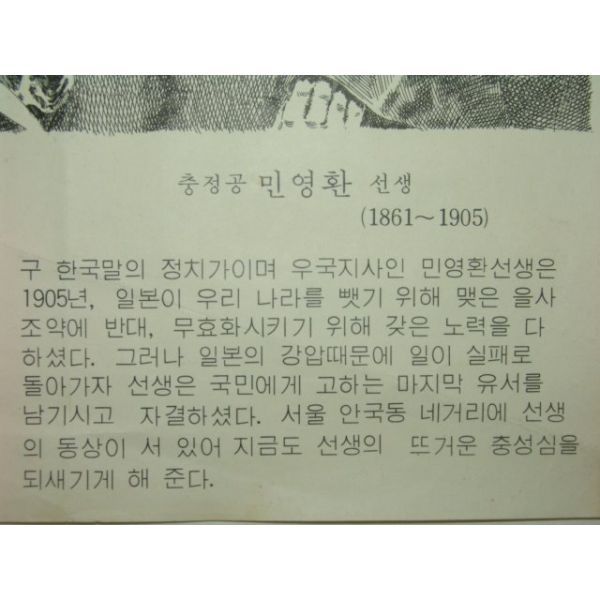 충정공 민영환 선생
(1861～1905)
구 한국말의 정치가이며 우국지사인 민영환선생은
1905년, 일본이 우리 나라를 뺏기 위해 맺은 을사
조약에 반대, 무효화시키기 위해 갖은 노력을 다
하셨다. 그러나 일본의 강압때문에 일이 실패로
돌아가자 선생은 국민에게 고하는 마지막 유서를
남기시고 자결하셨다. 서울 안국동 네거리에 선생
의 동상이 서 있어 지금도 선생의 뜨거운 충성심을
되새기게 해 준다.